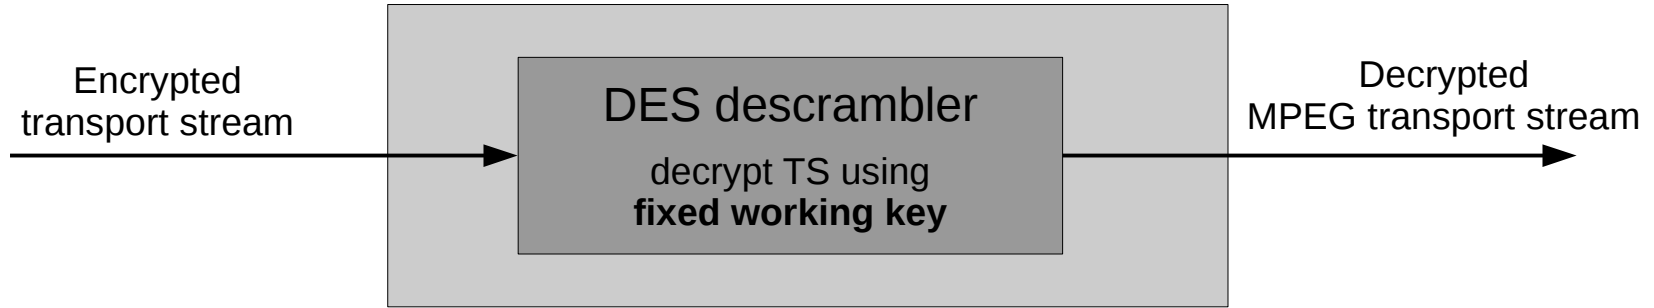 Encrypted
transport stream
DES descrambler
decrypt TS using
fixed working key
Decrypted
MPEG transport stream